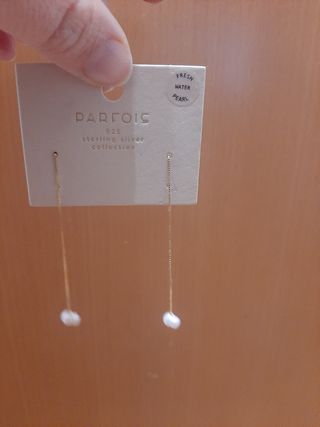 PARFOIS
925
sterling silver
collection
FRESH
WATER
PEARL